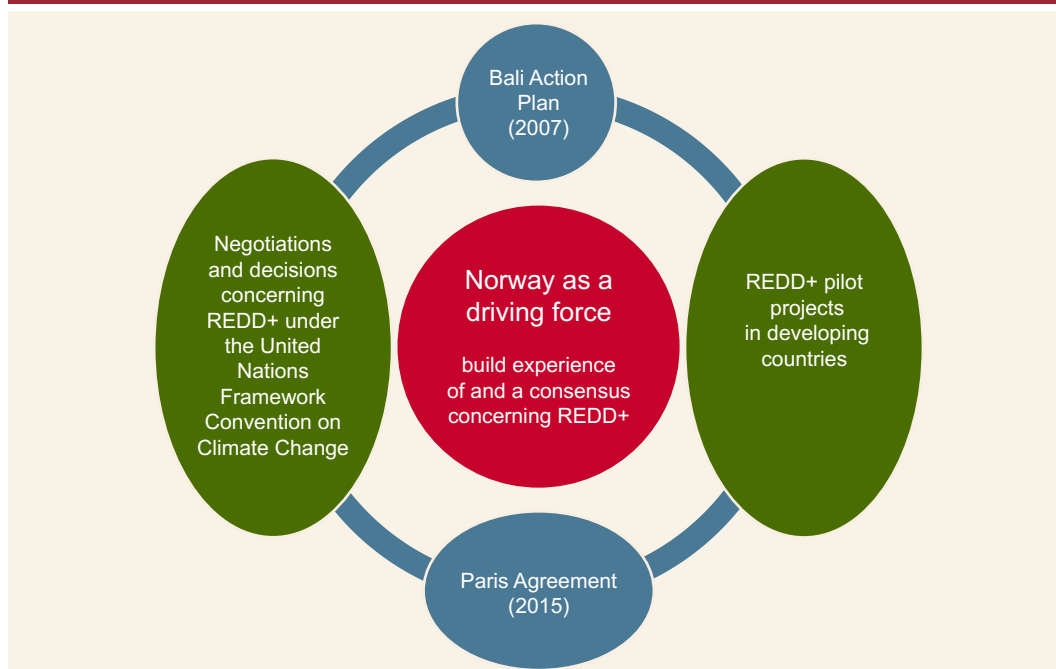 Bali Action
Plan
(2007)
Negotiations
and decisions
concerning
REDD+ under
the United
Nations
Framework
Convention on
Climate Change
Norway as a
driving force
build experience
of and a consensus
concerning REDD+
REDD+ pilot
projects
in developing
countries
Paris Agreement
(2015)